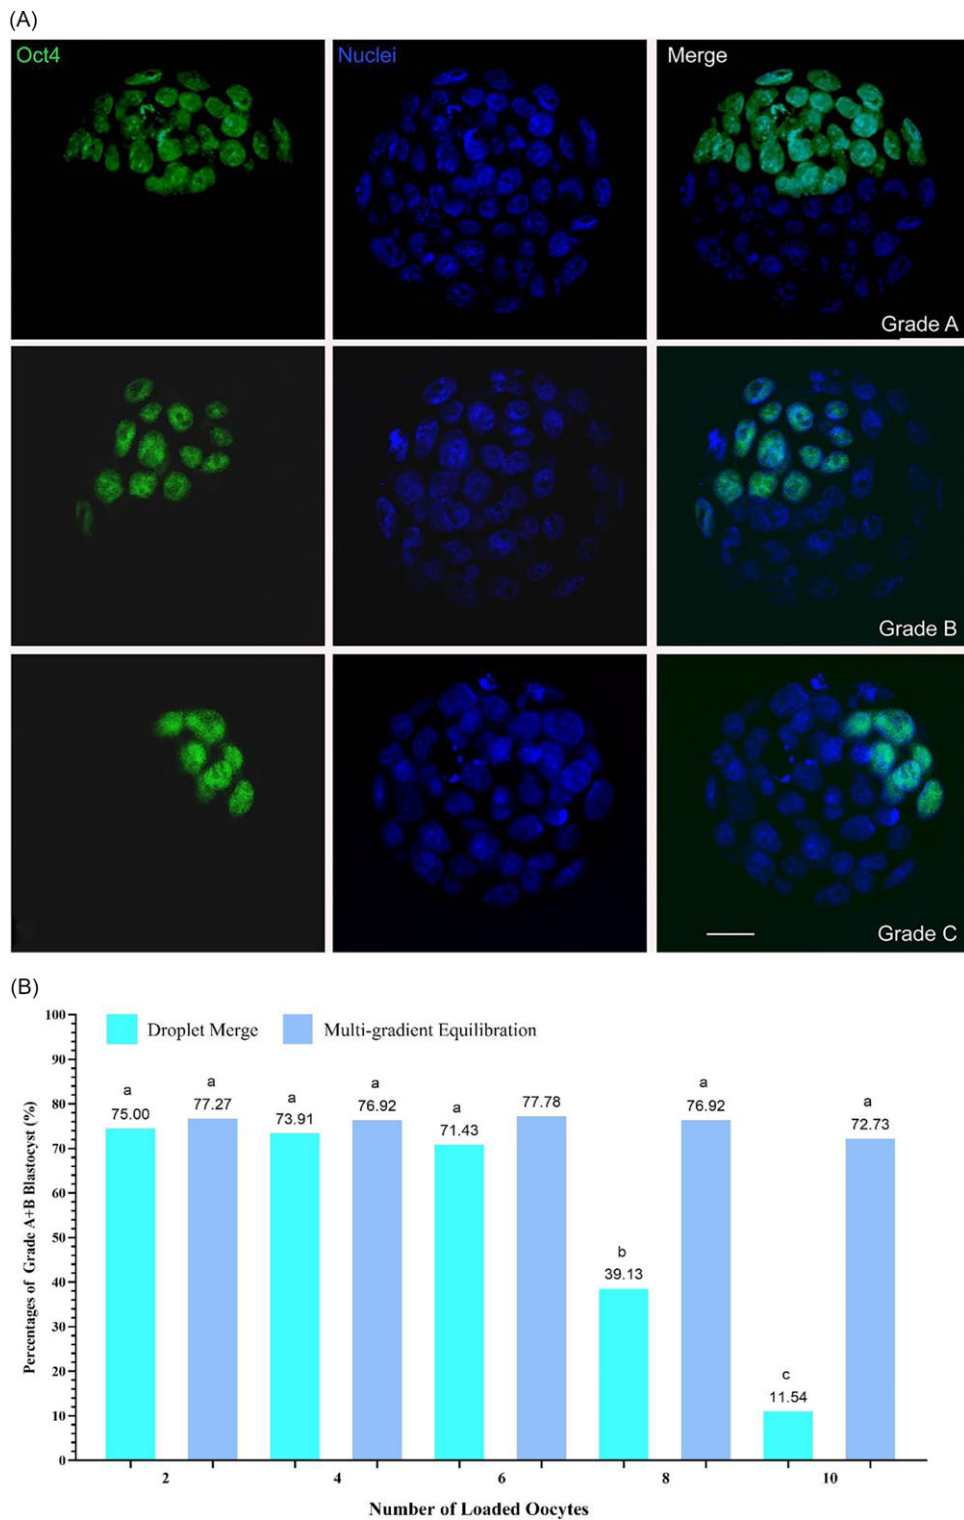 (A)
Oct4
Nuclei
Merge
Grade A
Grade B
Grade C
(B)
Droplet Merge
Multi-gradient Equilibration
Percentages of Grade A+B Blastocyst (%)
100
90
80
70
60
50
40
30
20
10
0
a
75.00
a
77.27
a
73.91
a
76.92
a
71.43
77.78
b
39.13
a
76.92
c
11.54
a
72.73
2
4
6
8
10
Number of Loaded Oocytes